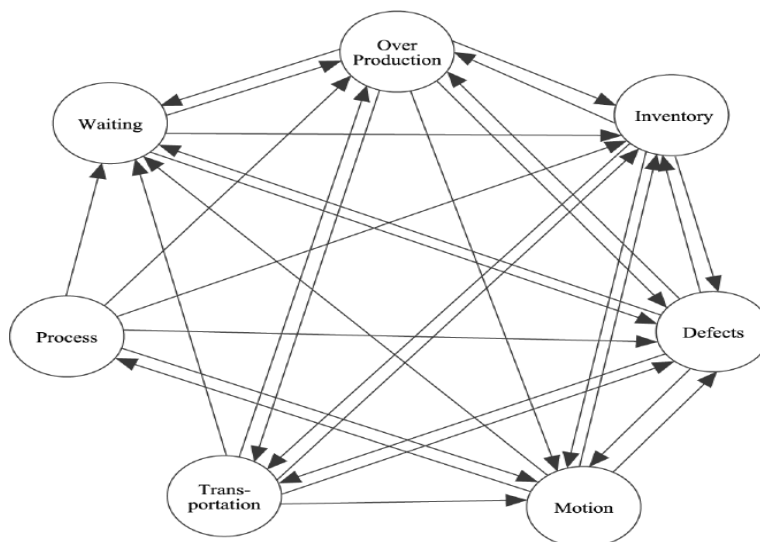 Over
Production
Waiting
Inventory
Process
Defects
Trans-
portation
Motion